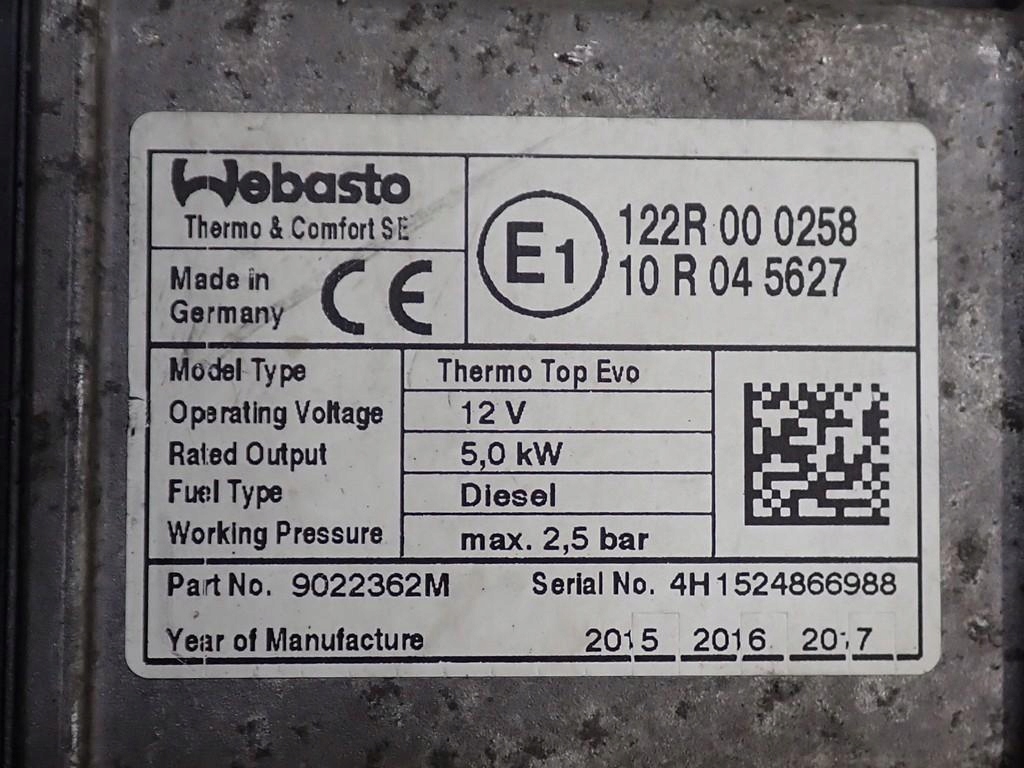 Webasto
Thermo & Comfort SE
Made in
Germany
CE
E1
122R 00 0258
10 R 04 5627
Model Type Thermo Top Evo
Operating Voltage 12 V
Rated Output 5,0 kW
Fuel Type Diesel
Working Pressure max. 2,5 bar
Part No. 9022362M Serial No. 4H1524866988
Year of Manufacture 2015 2016 2017